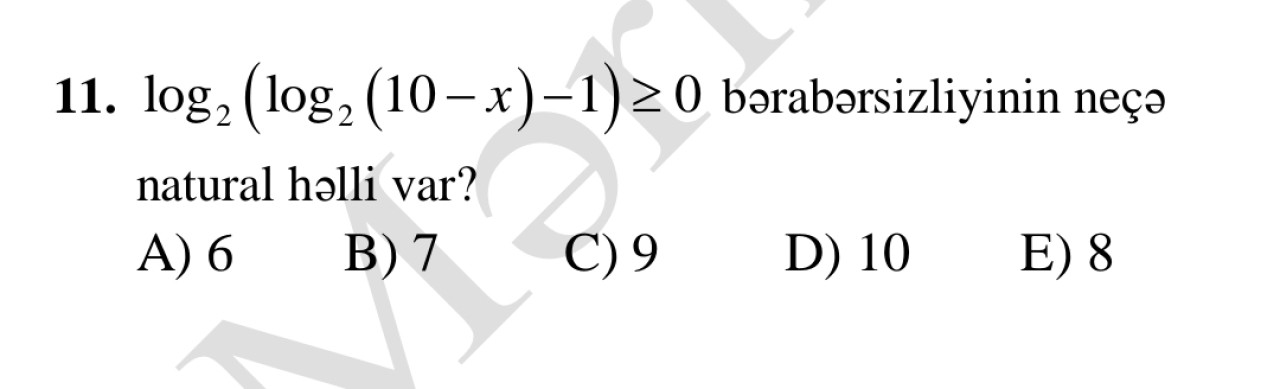 11. log₂(log₂(10−x)−1)≥0 bərabərsizliyinin neçə
natural həlli var?
A) 6 B) 7 C) 9 D) 10 E) 8